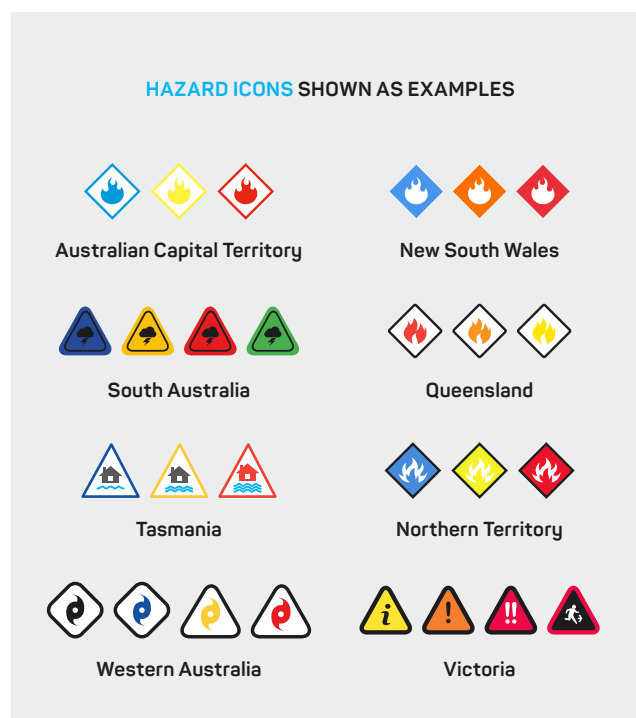 HAZARD ICONS SHOWN AS EXAMPLES
Australian Capital Territory
New South Wales
South Australia
Queensland
Tasmania
Northern Territory
Western Australia
i
!
!!
Victoria